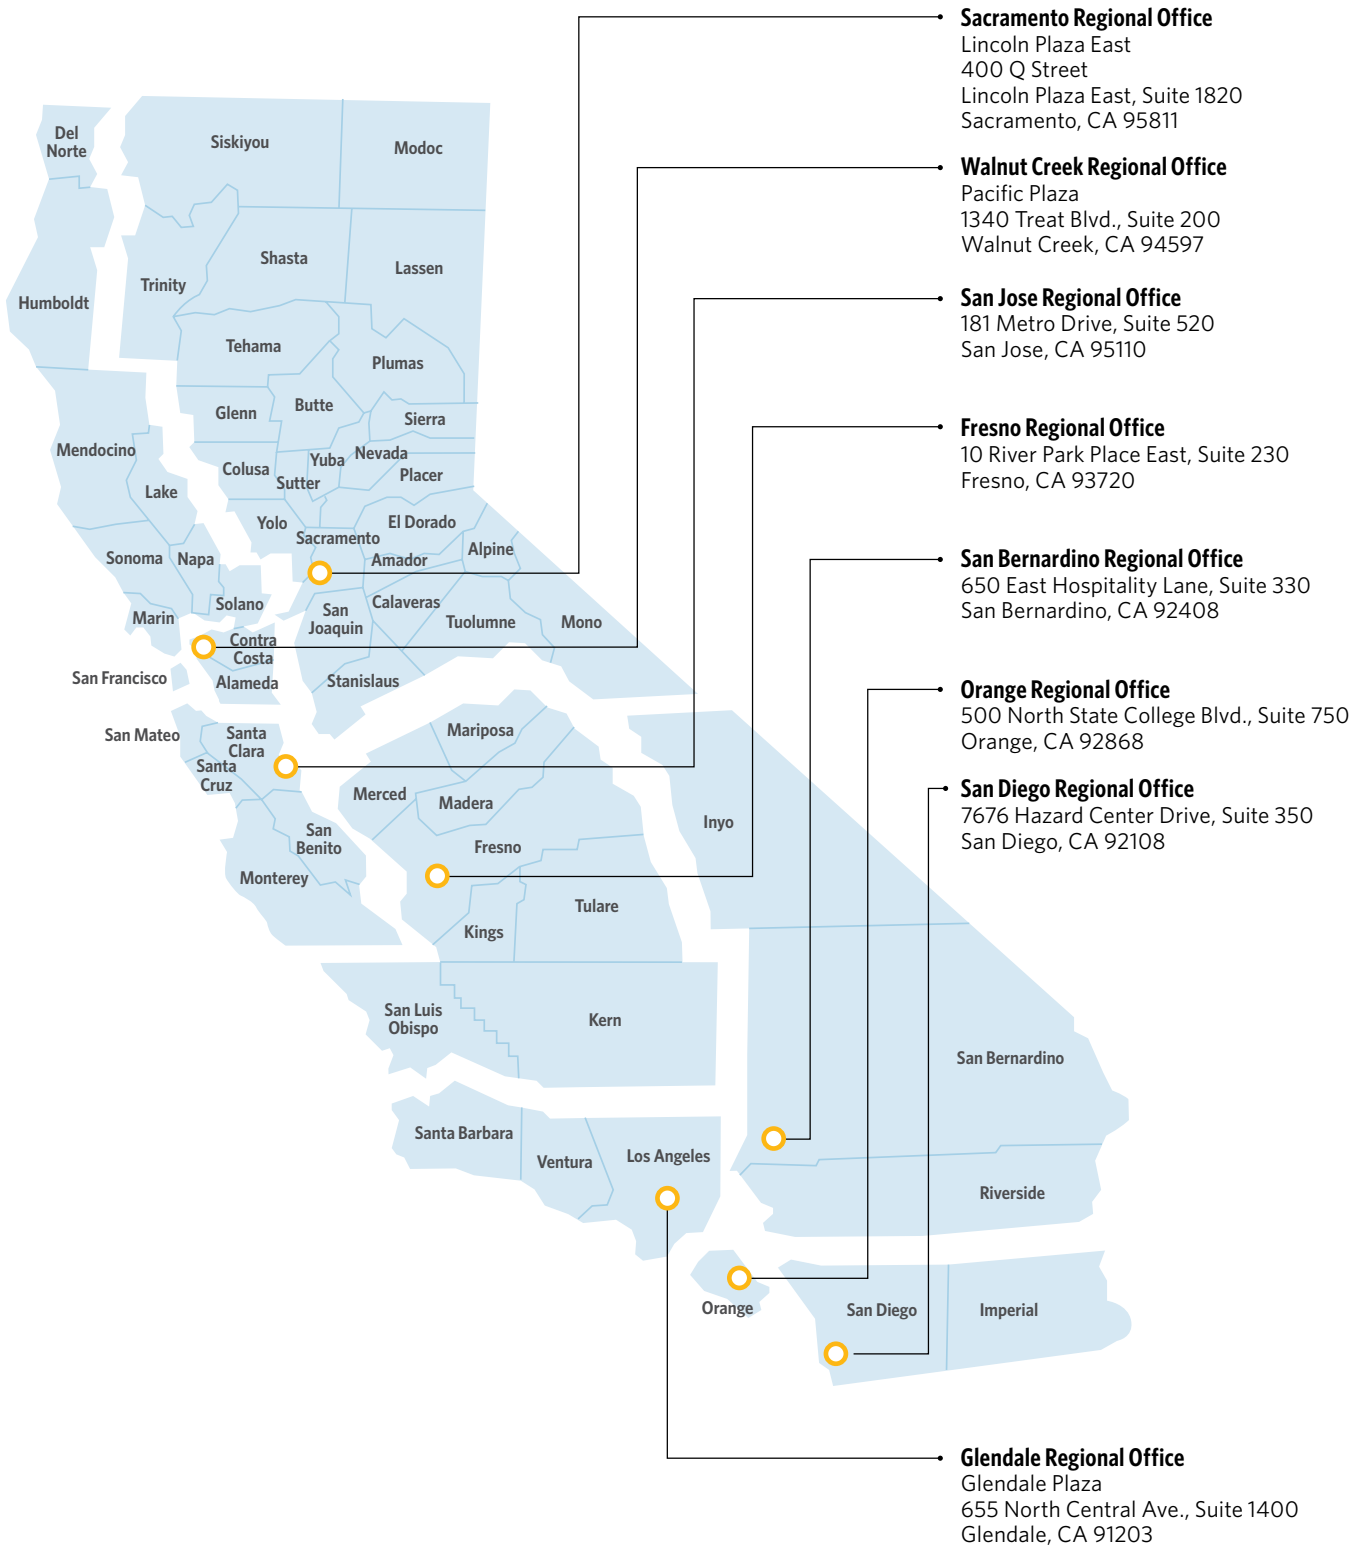 Sacramento Regional Office
Lincoln Plaza East
400 Q Street
Lincoln Plaza East, Suite 1820
Sacramento, CA 95811
Walnut Creek Regional Office
Pacific Plaza
1340 Treat Blvd., Suite 200
Walnut Creek, CA 94597
San Jose Regional Office
181 Metro Drive, Suite 520
San Jose, CA 95110
Fresno Regional Office
10 River Park Place East, Suite 230
Fresno, CA 93720
San Bernardino Regional Office
650 East Hospitality Lane, Suite 330
San Bernardino, CA 92408
Orange Regional Office
500 North State College Blvd., Suite 750
Orange, CA 92868
San Diego Regional Office
7676 Hazard Center Drive, Suite 350
San Diego, CA 92108
Glendale Regional Office
Glendale Plaza
655 North Central Ave., Suite 1400
Glendale, CA 91203
Del
Norte
Siskiyou
Modoc
Humboldt
Trinity
Shasta
Lassen
Tehama
Plumas
Glenn
Butte
Sierra
Mendocino
Colusa
Yuba
Nevada
Sutter
Placer
Lake
Yolo
El Dorado
Sacramento
Sonoma
Napa
Amador
Alpine
Solano
Marin
San
Joaquin
Calaveras
Tuolumne
Mono
Contra
Costa
San Francisco
Alameda
Stanislaus
San Mateo
Santa
Clara
Santa
Cruz
Mariposa
Merced
Madera
Inyo
San
Benito
Fresno
Monterey
Tulare
Kings
San Luis
Obispo
Kern
San Bernardino
Santa Barbara
Ventura
Los Angeles
Riverside
Orange
San Diego
Imperial